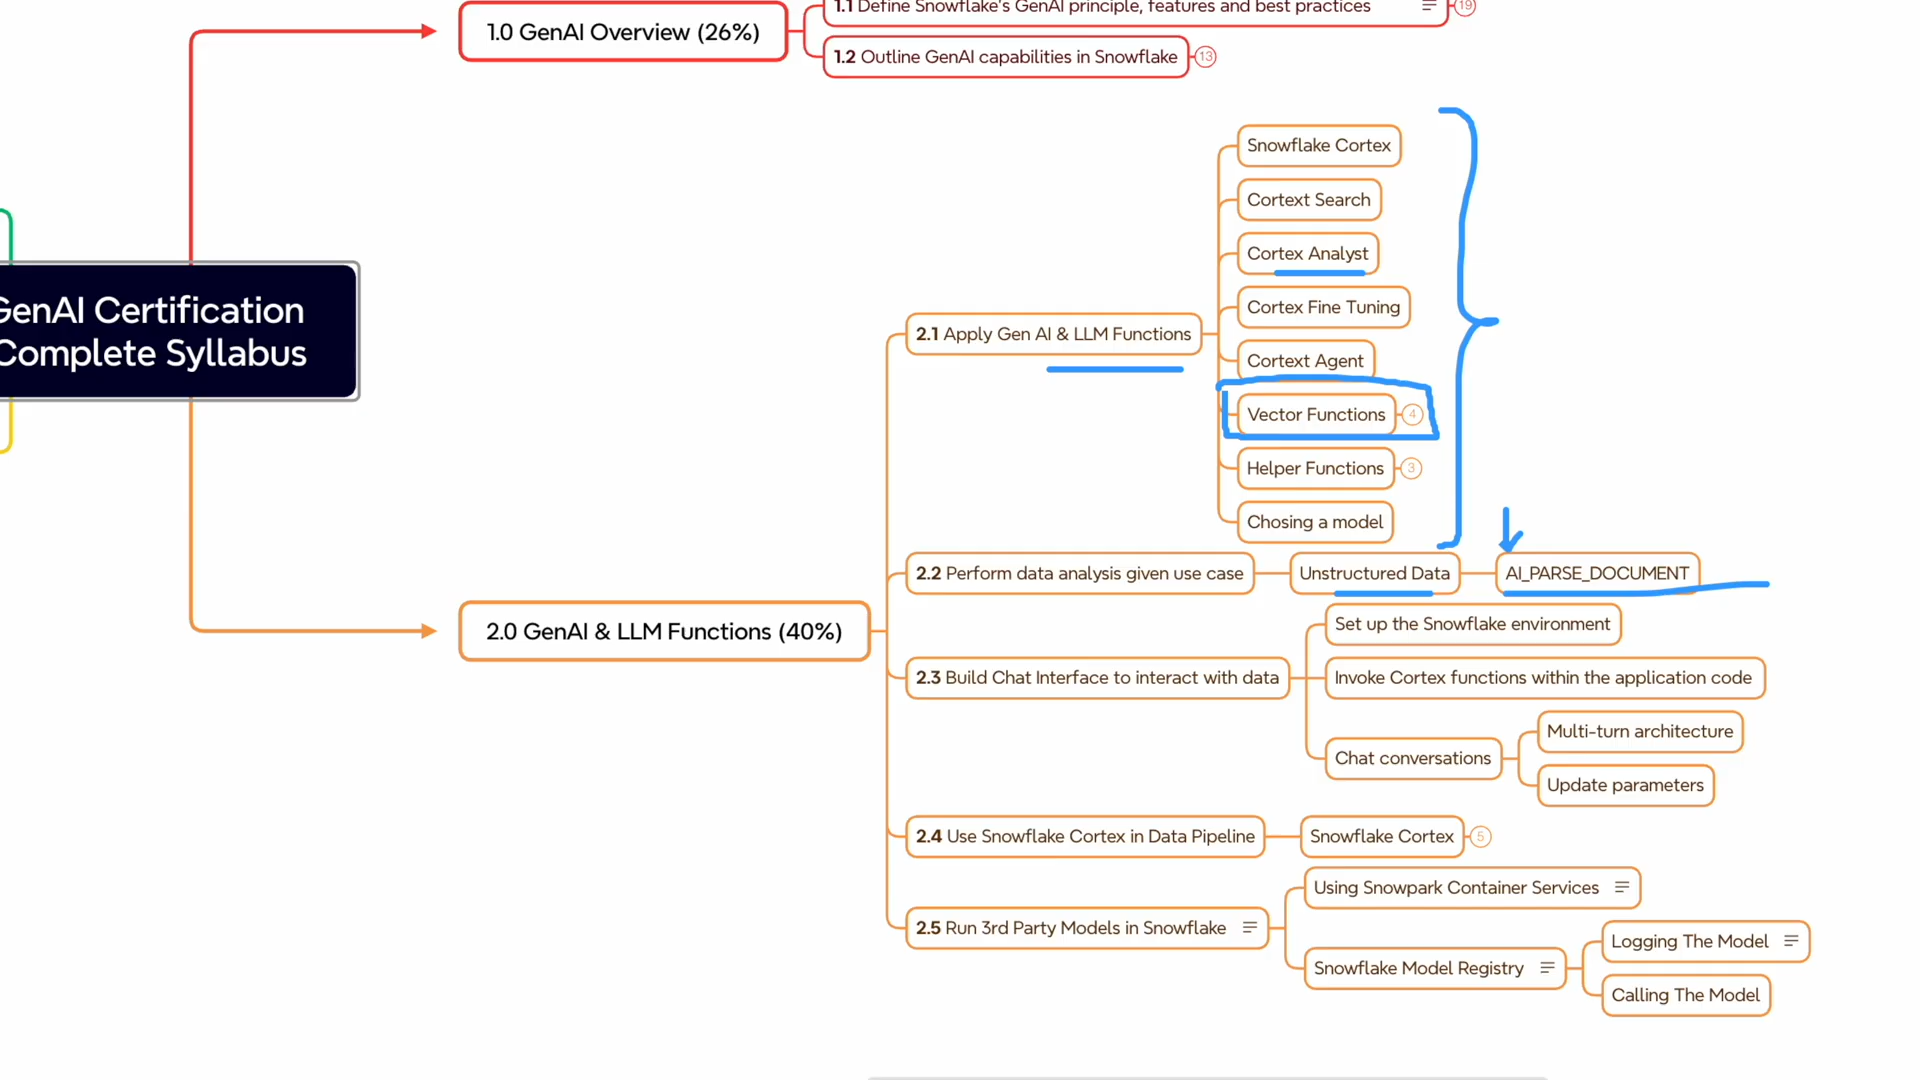 1.0 GenAI Overview (26%)
1.1 Define Snowflake's GenAI principle, features and best practices
19
1.2 Outline GenAI capabilities in Snowflake
13
GenAI Certification
Complete Syllabus
2.0 GenAI & LLM Functions (40%)
2.1 Apply Gen AI & LLM Functions
Snowflake Cortex
Cortext Search
Cortex Analyst
Cortex Fine Tuning
Cortext Agent
Vector Functions
4
Helper Functions
3
Chosing a model
2.2 Perform data analysis given use case
Unstructured Data
AI_PARSE_DOCUMENT
2.3 Build Chat Interface to interact with data
Set up the Snowflake environment
Invoke Cortex functions within the application code
Chat conversations
Multi-turn architecture
Update parameters
2.4 Use Snowflake Cortex in Data Pipeline
Snowflake Cortex
5
2.5 Run 3rd Party Models in Snowflake
Using Snowpark Container Services
Snowflake Model Registry
Logging The Model
Calling The Model